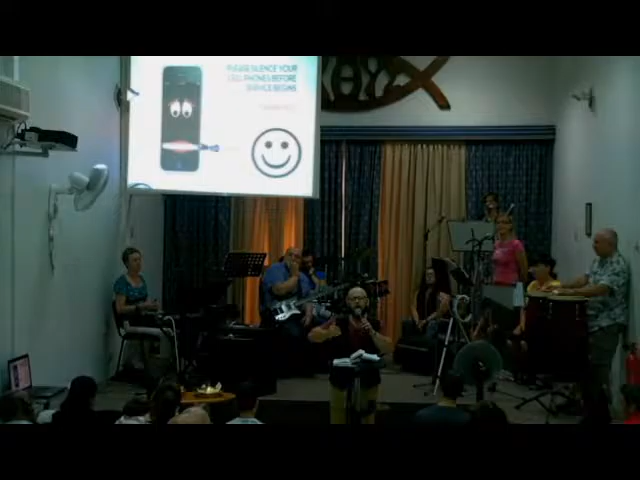 PLEASE SILENCE YOUR
CELL PHONES BEFORE
SERVICE BEGINS